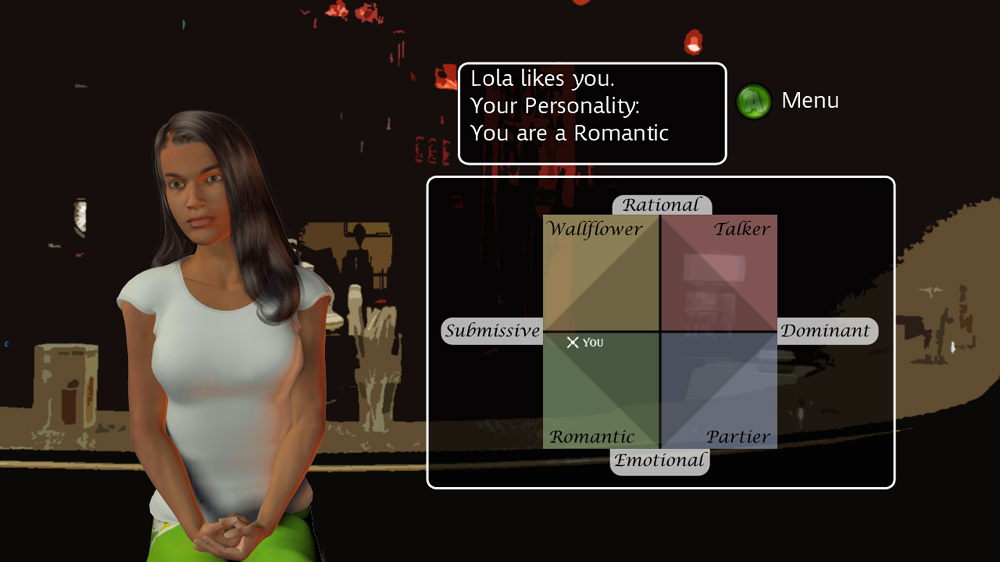 Lola likes you.
Your Personality:
You are a Romantic
A Menu
Rational
Wallflower Talker
Submissive Dominant
YOU
Romantic Partier
Emotional